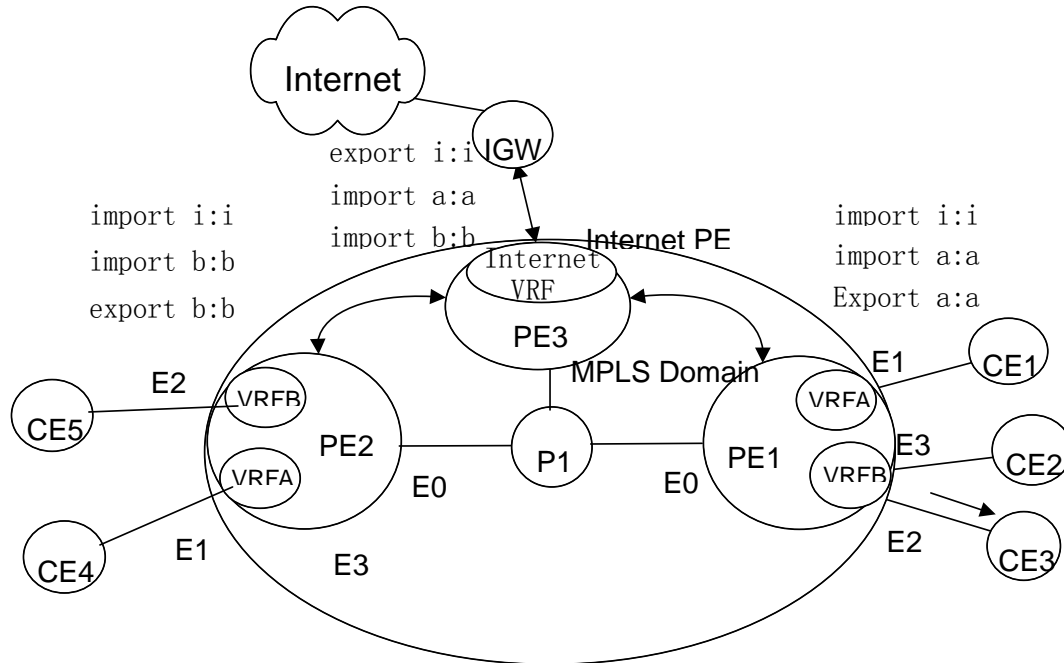 Internet
IGW
export i:i
import a:a
import b:b
import i:i
import b:b
export b:b
import i:i
import a:a
Export a:a
Internet PE
Internet
VRF
PE3
MPLS Domain
E1
CE1
E2
VRFB
VRFA
CE5
PE2
P1
PE1
E3
CE2
VRFA
VRFB
E0
E0
E2
CE4
E1
E3
CE3